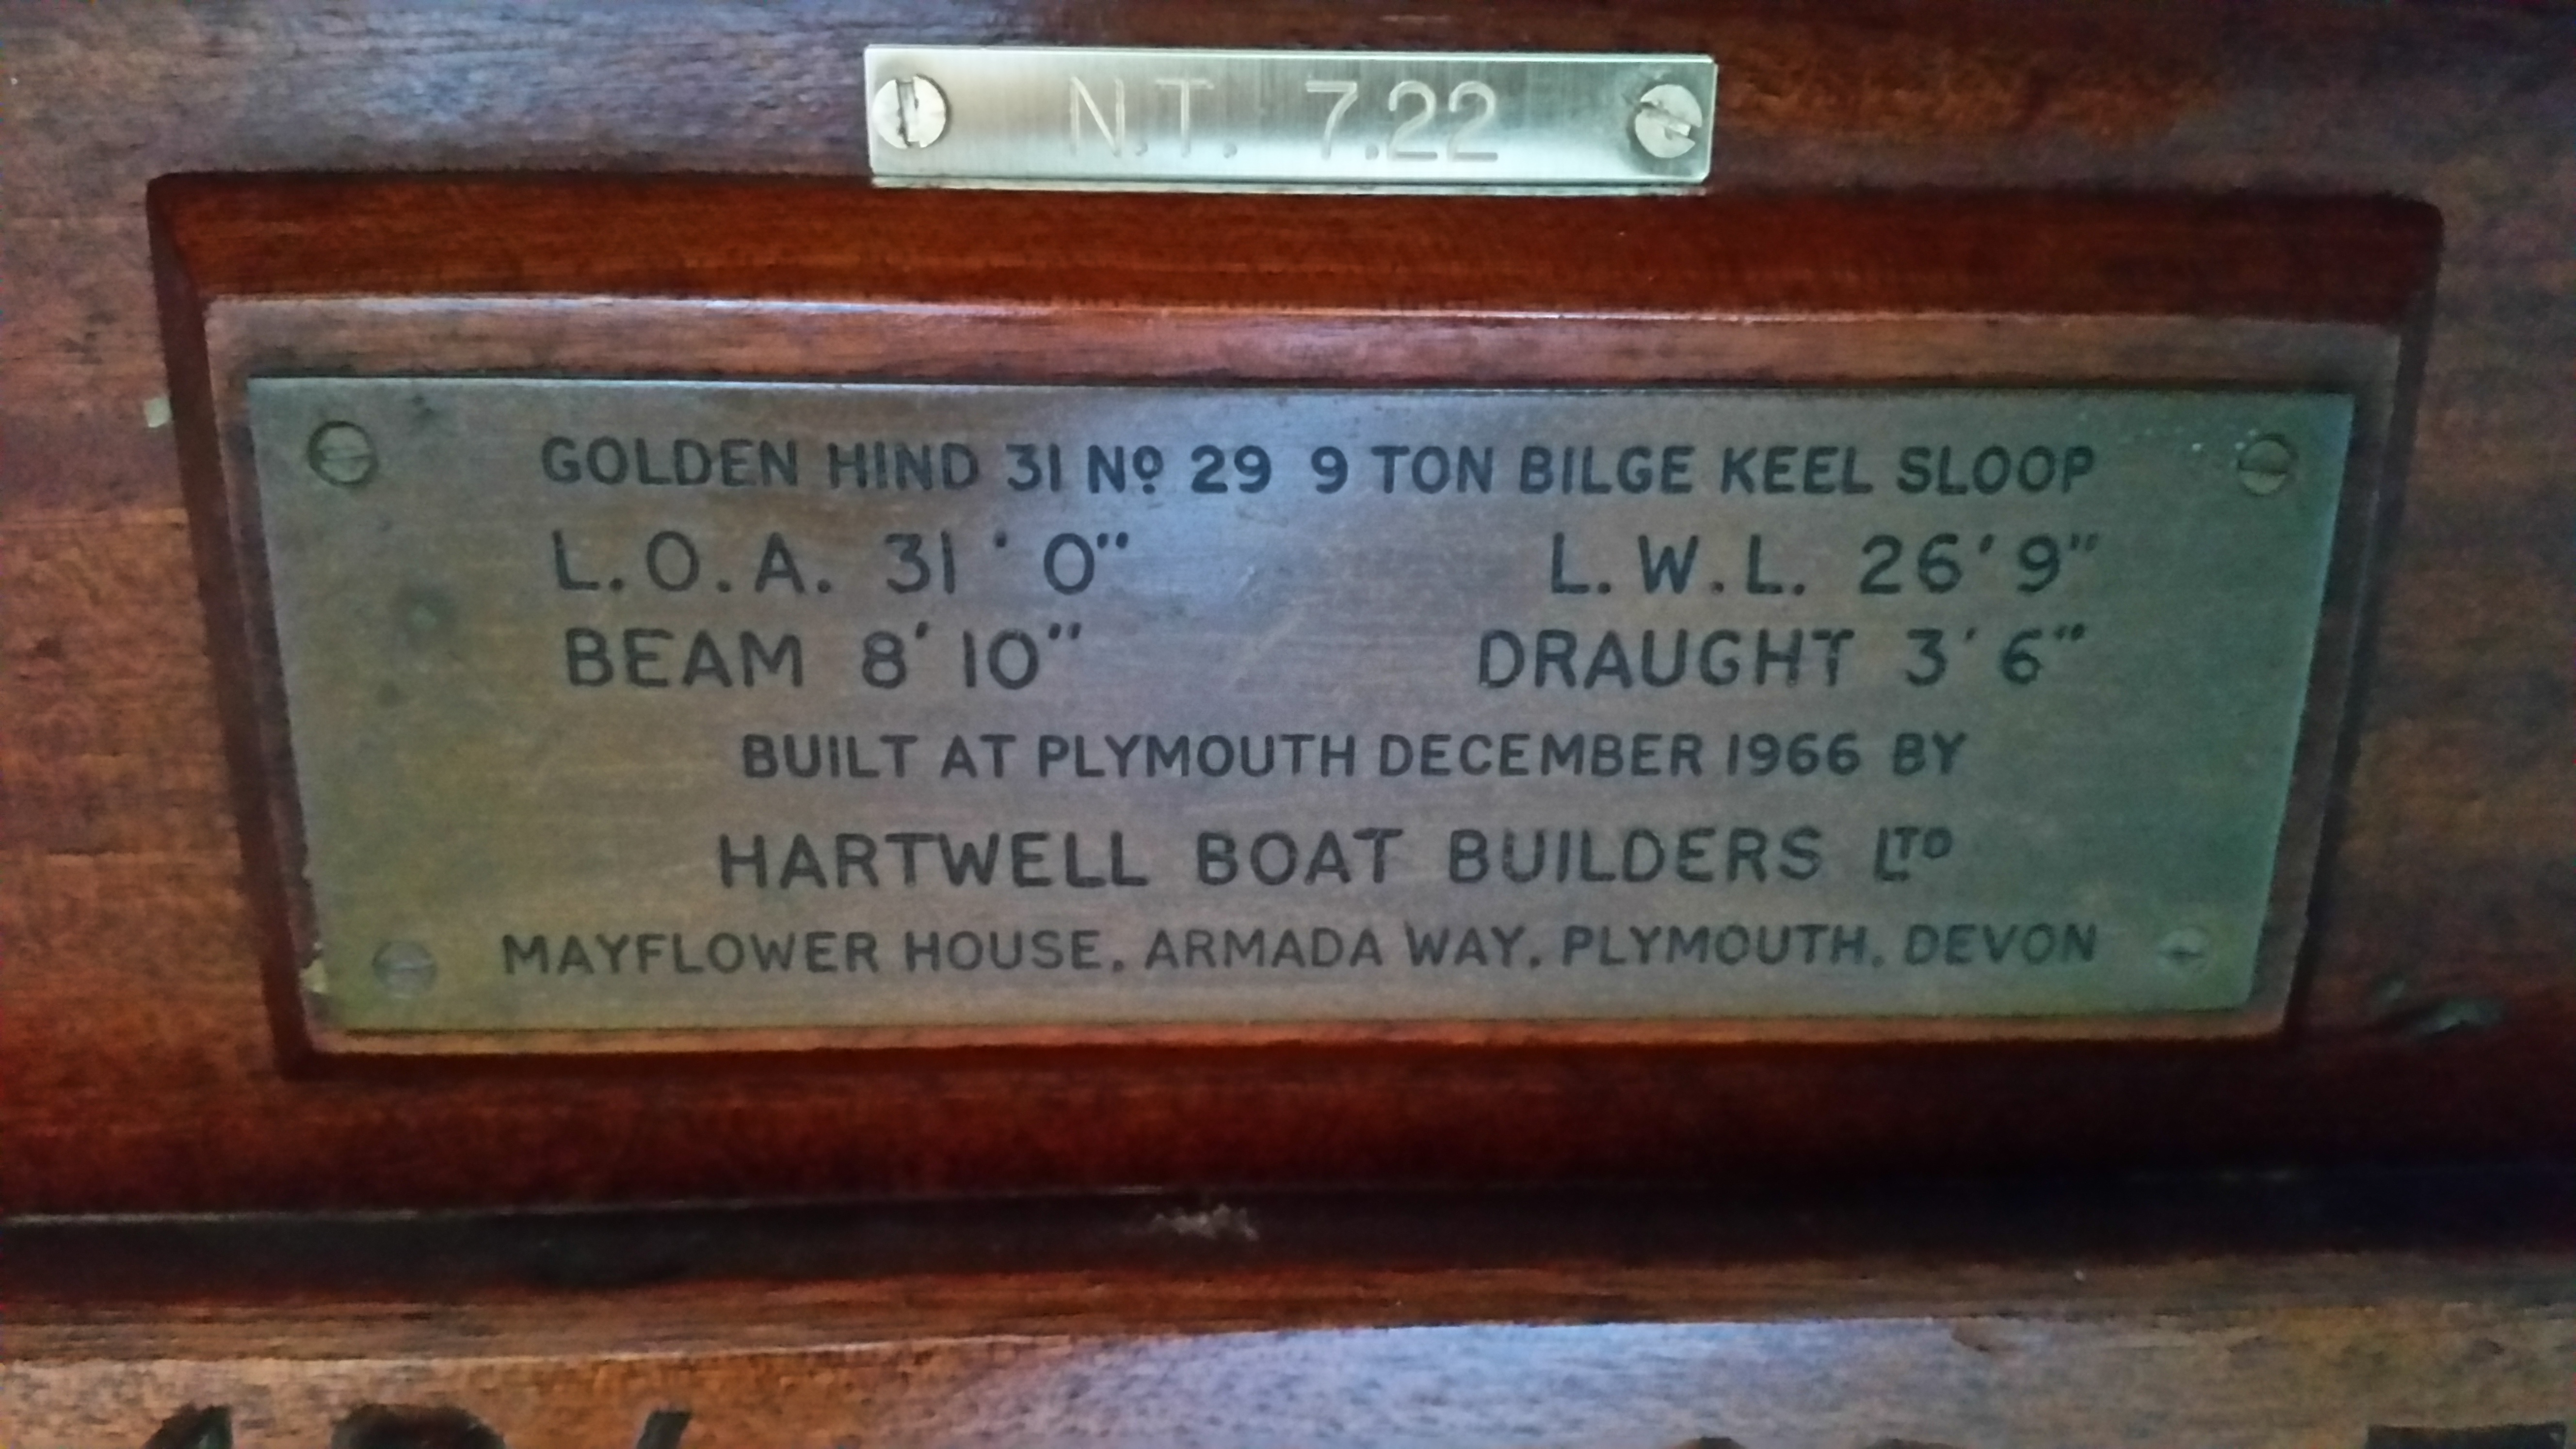 N.T. 7.22
GOLDEN HIND 31 Nº 29 9 TON BILGE KEEL SLOOP
L.O.A. 31' 0" L.W.L. 26' 9"
BEAM 8' 10" DRAUGHT 3' 6"
BUILT AT PLYMOUTH DECEMBER 1966 BY
HARTWELL BOAT BUILDERS LTD
MAYFLOWER HOUSE. ARMADA WAY. PLYMOUTH. DEVON